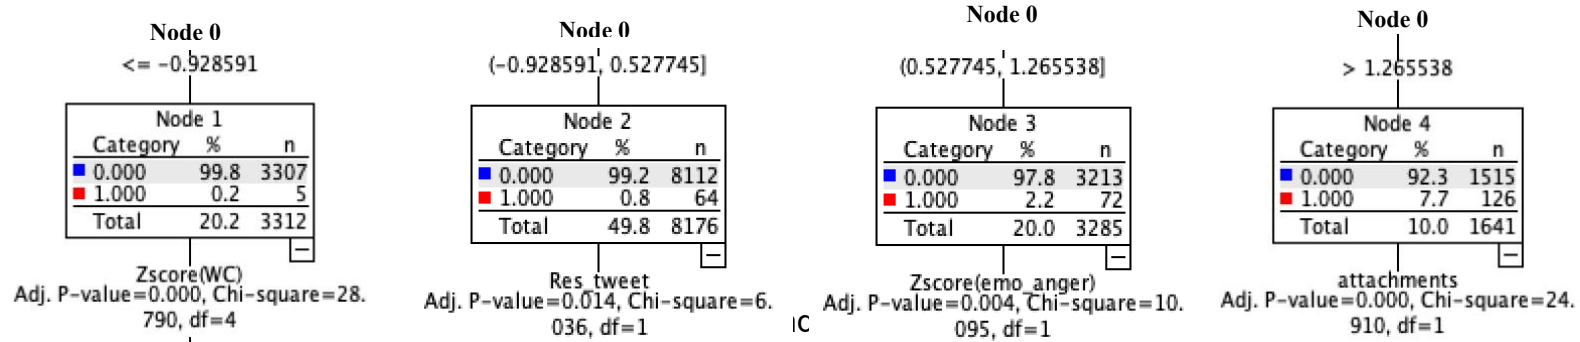 Node 0
<= -0.928591
Node 1
Category % n
0.000 99.8 3307
1.000 0.2 5
Total 20.2 3312
Zscore(WC)
Adj. P-value=0.000, Chi-square=28.
790, df=4
Node 0
(-0.928591, 0.527745]
Node 2
Category % n
0.000 99.2 8112
1.000 0.8 64
Total 49.8 8176
Res_tweet
Adj. P-value=0.014, Chi-square=6.
036, df=1
Node 0
(0.527745, 1.265538]
Node 3
Category % n
0.000 97.8 3213
1.000 2.2 72
Total 20.0 3285
Zscore(emo_anger)
Adj. P-value=0.004, Chi-square=10.
095, df=1
Node 0
> 1.265538
Node 4
Category % n
0.000 92.3 1515
1.000 7.7 126
Total 10.0 1641
attachments
Adj. P-value=0.000, Chi-square=24.
910, df=1